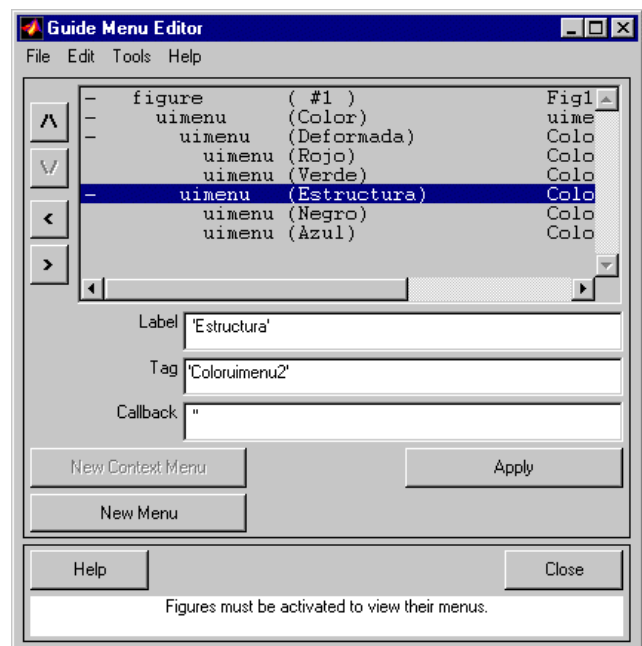 Guide Menu Editor
File Edit Tools Help
- figure ( #1 ) Fig1
- uimenu (Color) uime
- uimenu (Deformada) Colo
uimenu (Rojo) Colo
uimenu (Verde) Colo
- uimenu (Estructura) Colo
uimenu (Negro) Colo
uimenu (Azul) Colo
/\
\/
<
>
Label 'Estructura'
Tag 'Coloruimenu2'
Callback ''
New Context Menu Apply
New Menu
Help Close
Figures must be activated to view their menus.